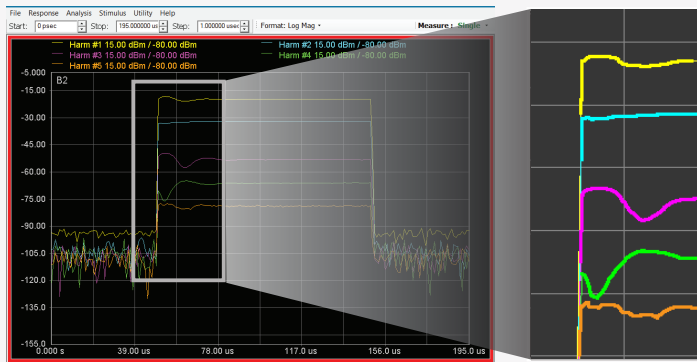 File Response Analysis Stimulus Utility Help
Start: 0 psec Stop: 195.000000 us Step: 1.000000 usec Format: Log Mag Measure: Single
Harm #1 15.00 dBm / -80.00 dBm Harm #2 15.00 dBm / -80.00 dBm
Harm #3 15.00 dBm / -80.00 dBm Harm #4 15.00 dBm / -80.00 dBm
Harm #5 15.00 dBm / -80.00 dBm
-5.000
B2
-15.00
-30.00
-45.00
-60.00
-75.00
-90.00
-105.0
-120.0
-135.0
-155.0
0.000 s 39.00 us 78.00 us 117.0 us 156.0 us 195.0 us